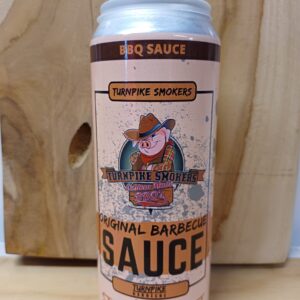 BBQ SAUCE
TURNPIKE SMOKERS
TURNPIKE SMOKERS
ORIGINAL BARBECUE
SAUCE
TURNPIKE